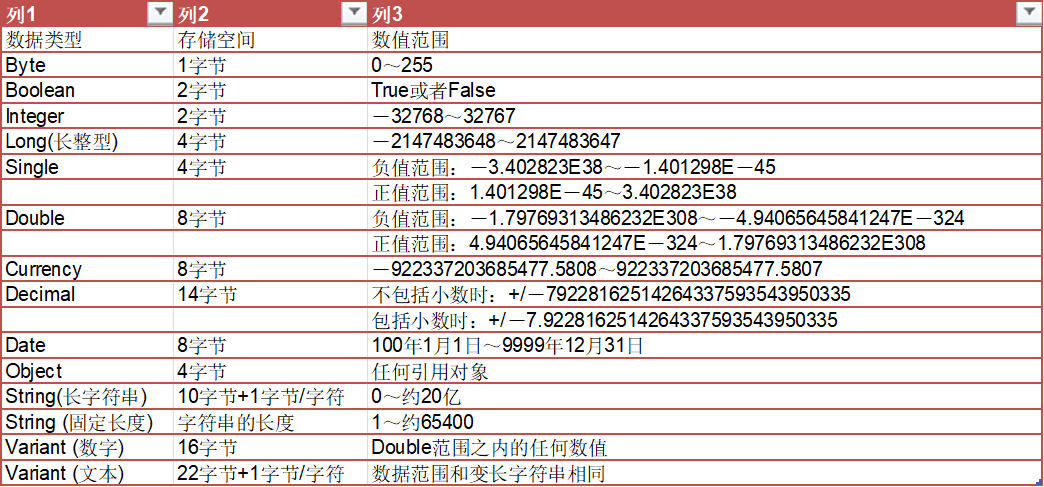 列1 列2 列3
数据类型 存储空间 数值范围
Byte 1字节 0～255
Boolean 2字节 True或者False
Integer 2字节 －32768～32767
Long(长整型) 4字节 －2147483648～2147483647
Single 4字节 负值范围：－3.402823E38～－1.401298E－45
正值范围：1.401298E－45～3.402823E38
Double 8字节 负值范围：－1.79769313486232E308～－4.94065645841247E－324
正值范围：4.94065645841247E－324～1.79769313486232E308
Currency 8字节 －922337203685477.5808～922337203685477.5807
Decimal 14字节 不包括小数时：+/－79228162514264337593543950335
包括小数时：+/－7.9228162514264337593543950335
Date 8字节 100年1月1日～9999年12月31日
Object 4字节 任何引用对象
String(长字符串) 10字节+1字节/字符 0～约20亿
String (固定长度) 字符串的长度 1～约65400
Variant (数字) 16字节 Double范围之内的任何数值
Variant (文本) 22字节+1字节/字符 数据范围和变长字符串相同